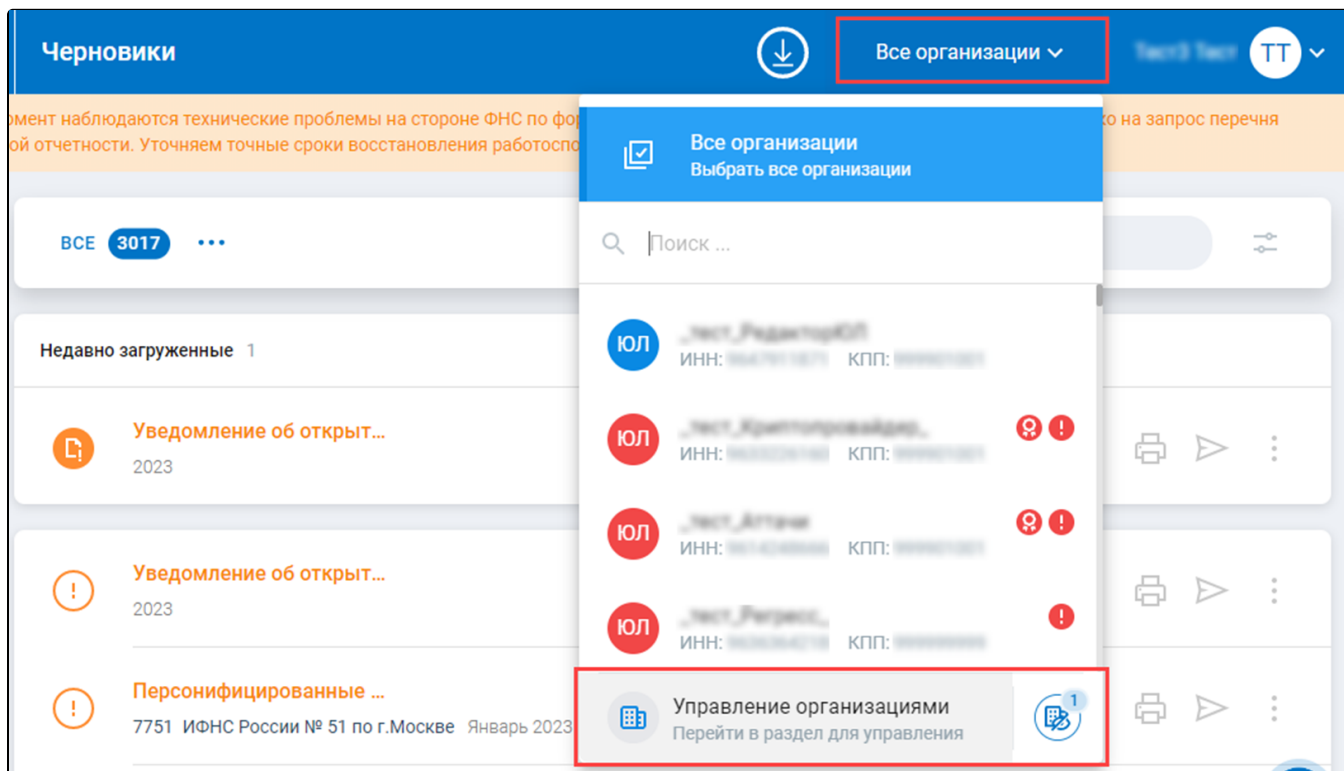 Черновики
Все организации
ТТ
омент наблюдаются технические проблемы на стороне ФНС по фор
ко на запрос перечня
ой отчетности. Уточняем точные сроки восстановления работоспо
Все организации
Выбрать все организации
ВСЕ 3017
Поиск ...
Недавно загруженные 1
ЮЛ
ИНН: КПП:
Уведомление об открыт...
2023
ЮЛ
ИНН: КПП:
ЮЛ
ИНН: КПП:
Уведомление об открыт...
2023
ЮЛ
ИНН: КПП:
Персонифицированные ...
7751 ИФНС России № 51 по г.Москве Январь 2023
Управление организациями
Перейти в раздел для управления
1